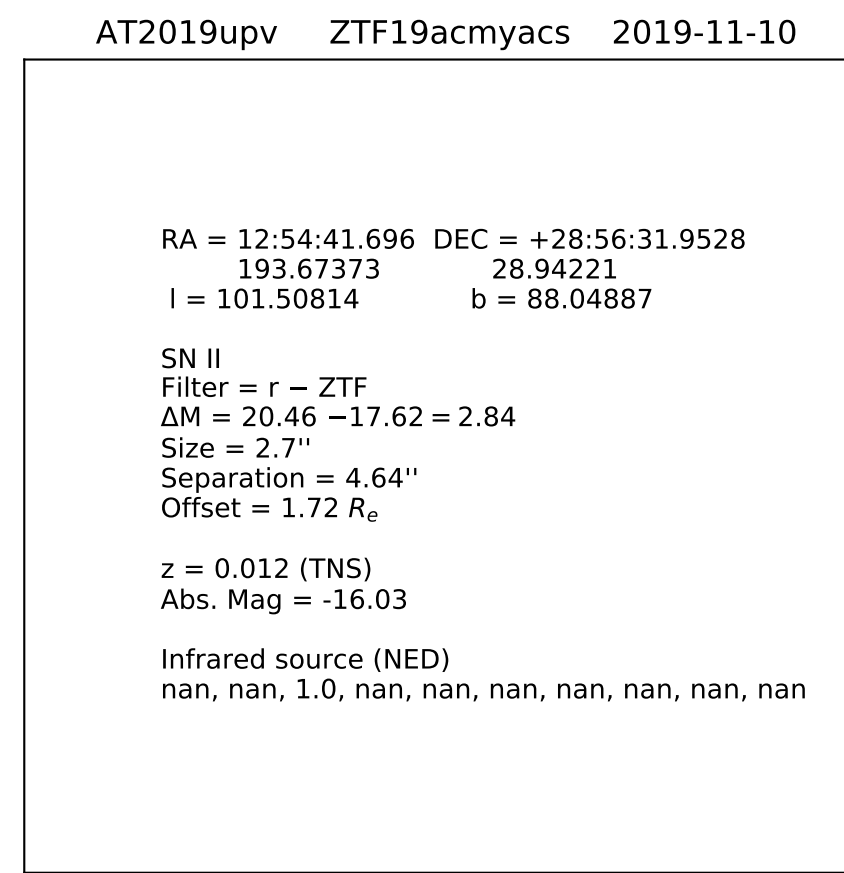 AT2019upv ZTF19acmyacs 2019-11-10
RA = 12:54:41.696 DEC = +28:56:31.9528
193.67373 28.94221
l = 101.50814 b = 88.04887
SN II
Filter = r − ZTF
ΔM = 20.46 −17.62 = 2.84
Size = 2.7''
Separation = 4.64''
Offset = 1.72 Re
z = 0.012 (TNS)
Abs. Mag = -16.03
Infrared source (NED)
nan, nan, 1.0, nan, nan, nan, nan, nan, nan, nan